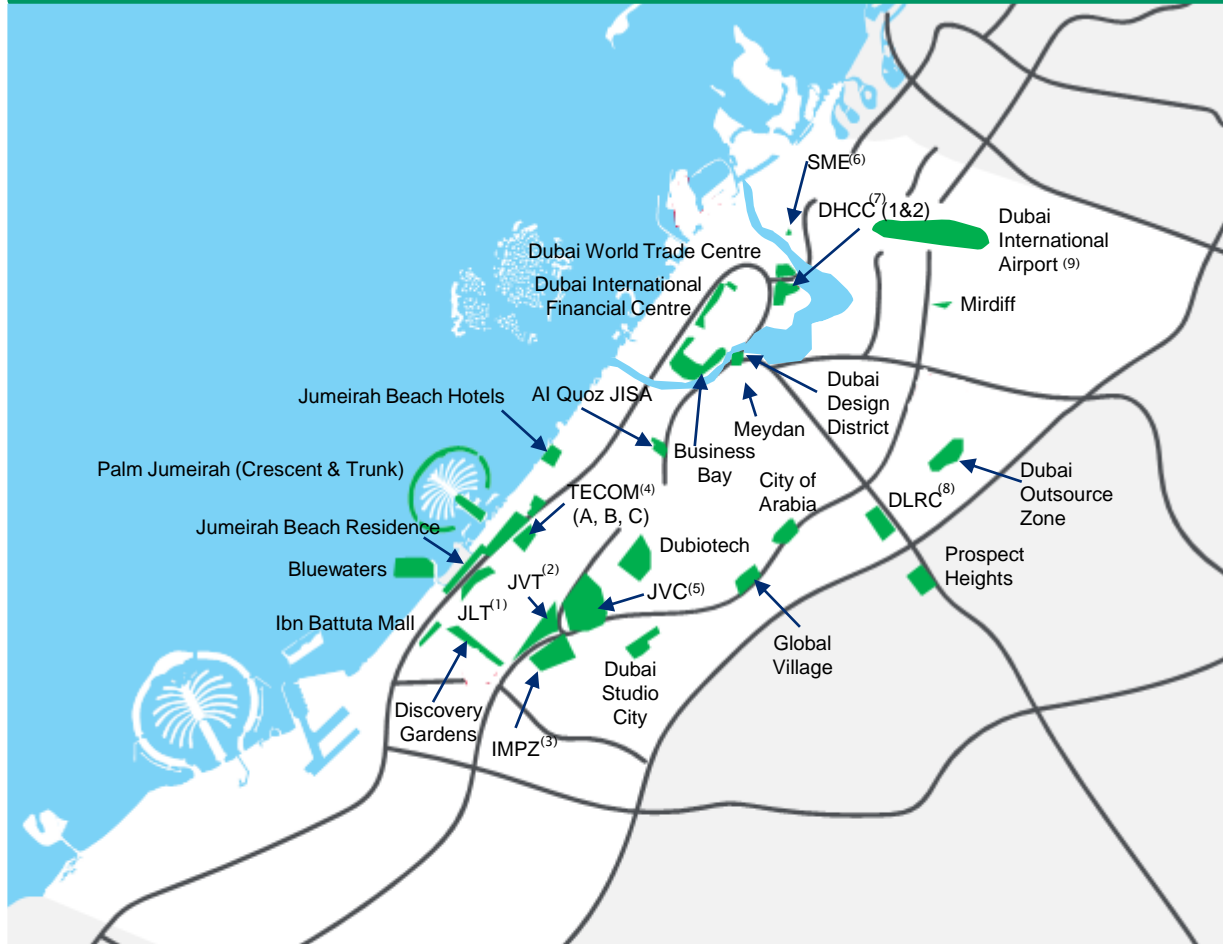 SME(6)
DHCC(7) (1&2)
Dubai
International
Airport (9)
Dubai World Trade Centre
Dubai International
Financial Centre
Mirdiff
Jumeirah Beach Hotels
AI Quoz JISA
Dubai
Design
District
Meydan
Business
Bay
Palm Jumeirah (Crescent & Trunk)
TECOM(4)
(A, B, C)
City of
Arabia
DLRC(8)
Dubai
Outsource
Zone
Jumeirah Beach Residence
Dubiotech
Bluewaters
JVT(2)
Prospect
Heights
JVC(5)
JLT(1)
Ibn Battuta Mall
Global
Village
Dubai
Studio
City
Discovery
Gardens
IMPZ(3)